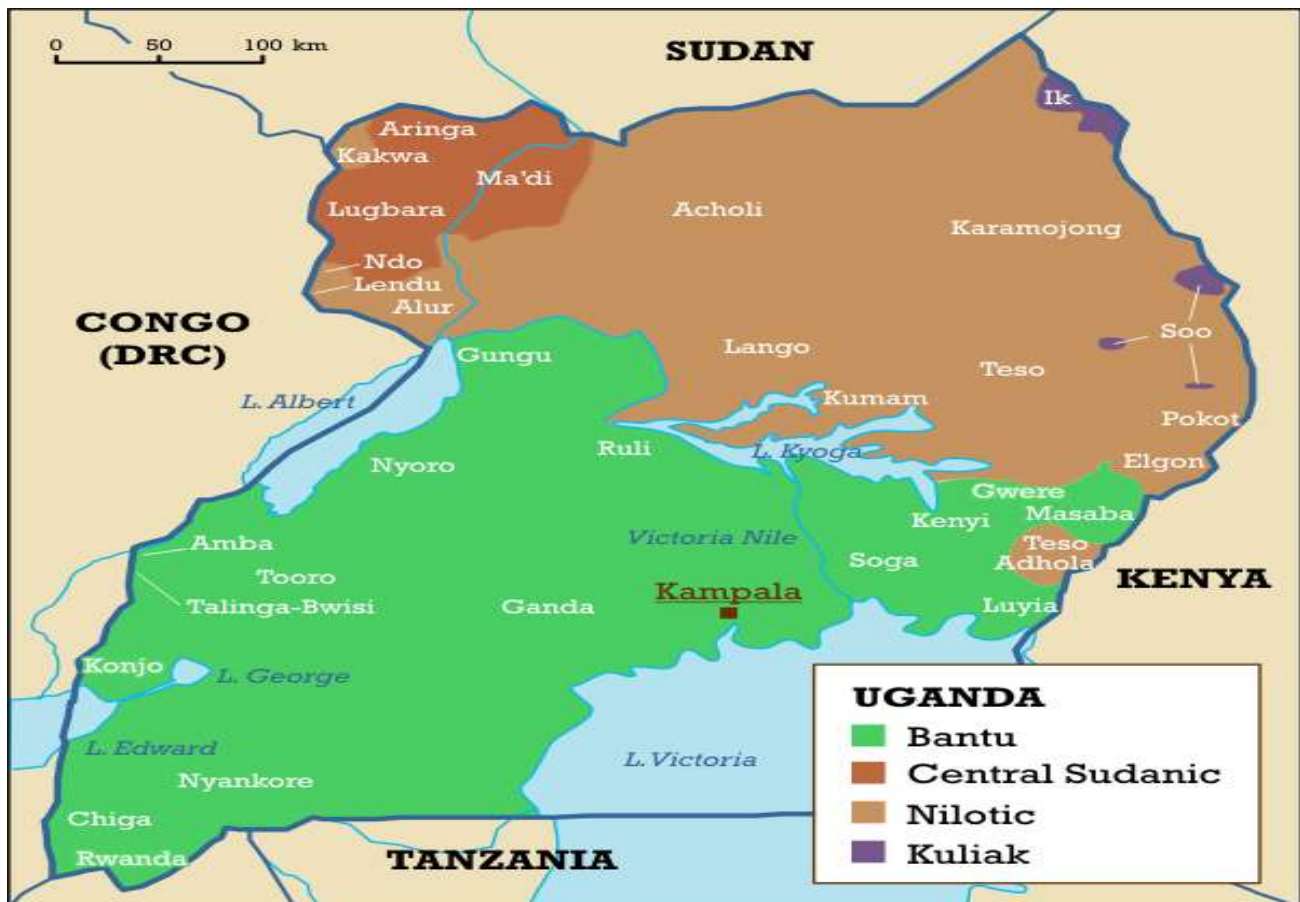 0 50 100 km
SUDAN
Ik
Aringa
Kakwa
Ma'di
Lugbara
Acholi
Karamojong
Ndo
Lendu
Alur
CONGO
(DRC)
Soo
Gungu
Lango
Teso
L. Albert
Kumam
Pokot
Ruli
L. Kyoga
Nyoro
Elgon
Gwere
Kenyi
Masaba
Victoria Nile
Amba
Teso
Adhola
Soga
Tooro
KENYA
Talinga-Bwisi
Ganda
Kampala
Luyia
Konjo
L. George
L. Edward
L. Victoria
Nyankore
Chiga
Rwanda
TANZANIA
UGANDA
Bantu
Central Sudanic
Nilotic
Kuliak